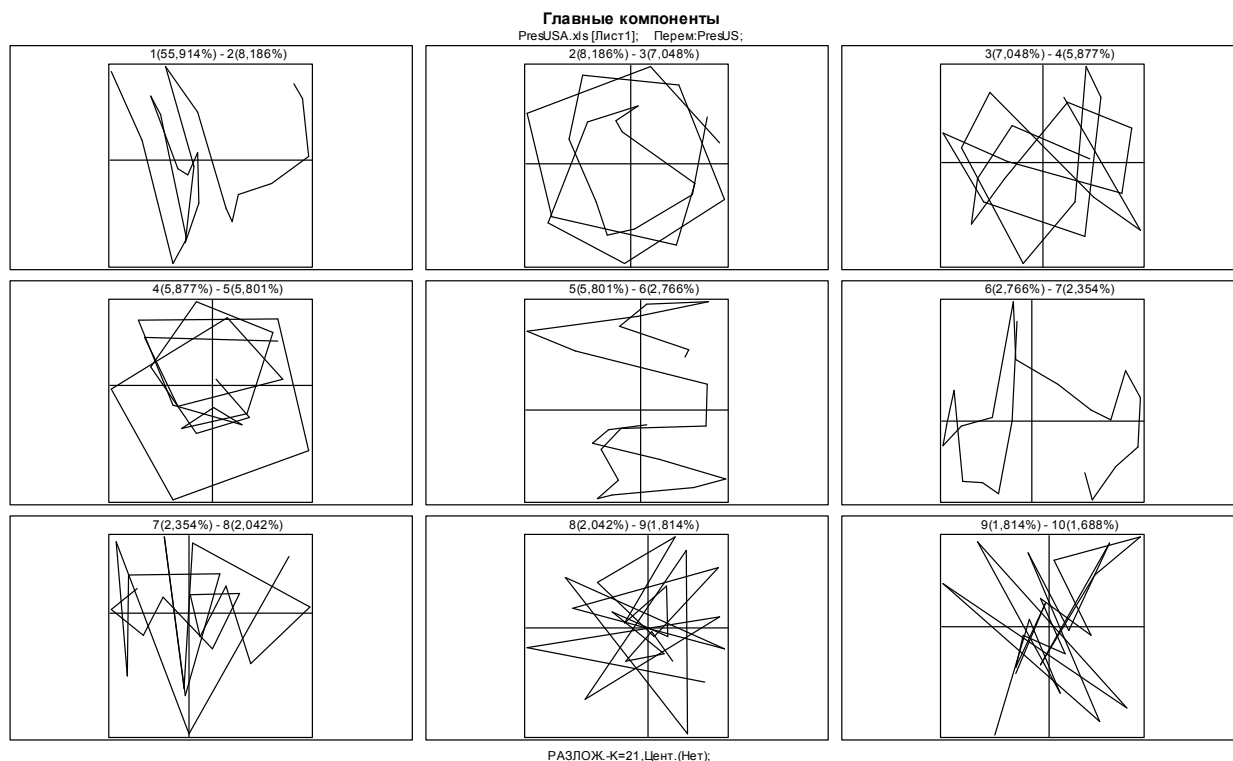 Главные компоненты
PresUSA.xls [Лист1]; Перем:PresUS;
1(55,914%) - 2(8,186%)
2(8,186%) - 3(7,048%)
3(7,048%) - 4(5,877%)
4(5,877%) - 5(5,801%)
5(5,801%) - 6(2,766%)
6(2,766%) - 7(2,354%)
7(2,354%) - 8(2,042%)
8(2,042%) - 9(1,814%)
9(1,814%) - 10(1,688%)
РАЗЛОЖ.-K=21,Цент.(Нет);